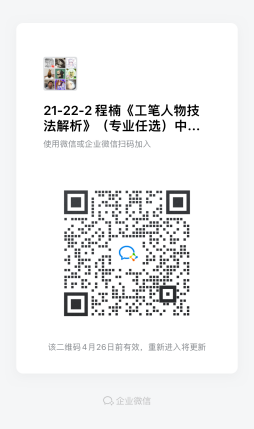 21-22-2 程楠《工笔人物技
法解析》（专业任选）中...
使用微信或企业微信扫码加入
该二维码4月26日前有效，重新进入将更新
企业微信